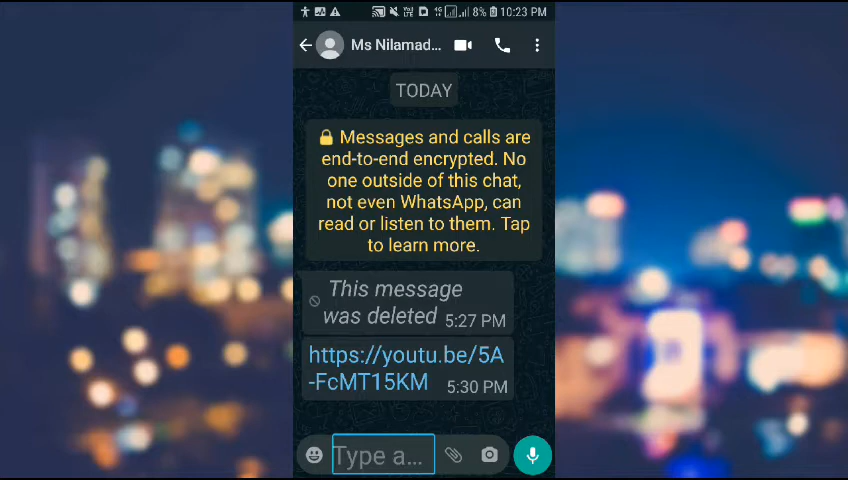 8% 10:23 PM
Ms Nilamad...
TODAY
Messages and calls are
end-to-end encrypted. No
one outside of this chat,
not even WhatsApp, can
read or listen to them. Tap
to learn more.
This message
was deleted 5:27 PM
https://youtu.be/5A
-FcMT15KM 5:30 PM
Type a...